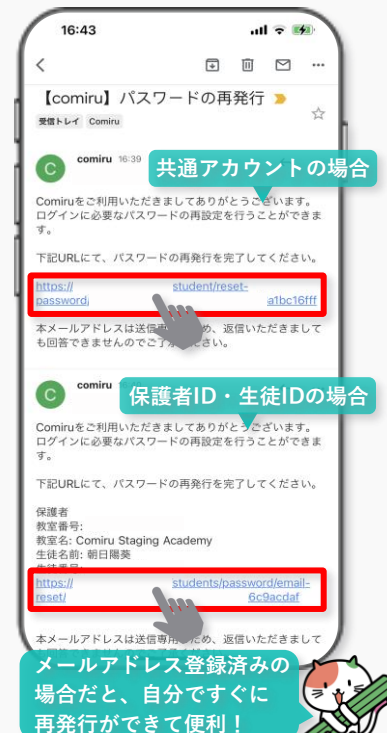 16:43
【comiru】パスワードの再発行
受信トレイ Comiru
C
comiru 16:39
共通アカウントの場合
Comiruをご利用いただきましてありがとうございます。
ログインに必要なパスワードの再設定を行うことができま
す。
下記URLにて、パスワードの再発行を完了してください。
https:// student/reset-
password/ a1bc16fff
本メールアドレスは送信専用のため、返信いただきまして
も回答できませんのでご了承ください。
C
comiru
保護者ID・生徒IDの場合
Comiruをご利用いただきましてありがとうございます。
ログインに必要なパスワードの再設定を行うことができま
す。
下記URLにて、パスワードの再発行を完了してください。
保護者
教室番号:
教室名: Comiru Staging Academy
生徒名前: 朝日陽葵
https:// students/password/email-
reset/ 6c9acdaf
本メールアドレスは送信専用のため、返信いただきまして
メールアドレス登録済みの
場合だと、自分ですぐに
再発行ができて便利！